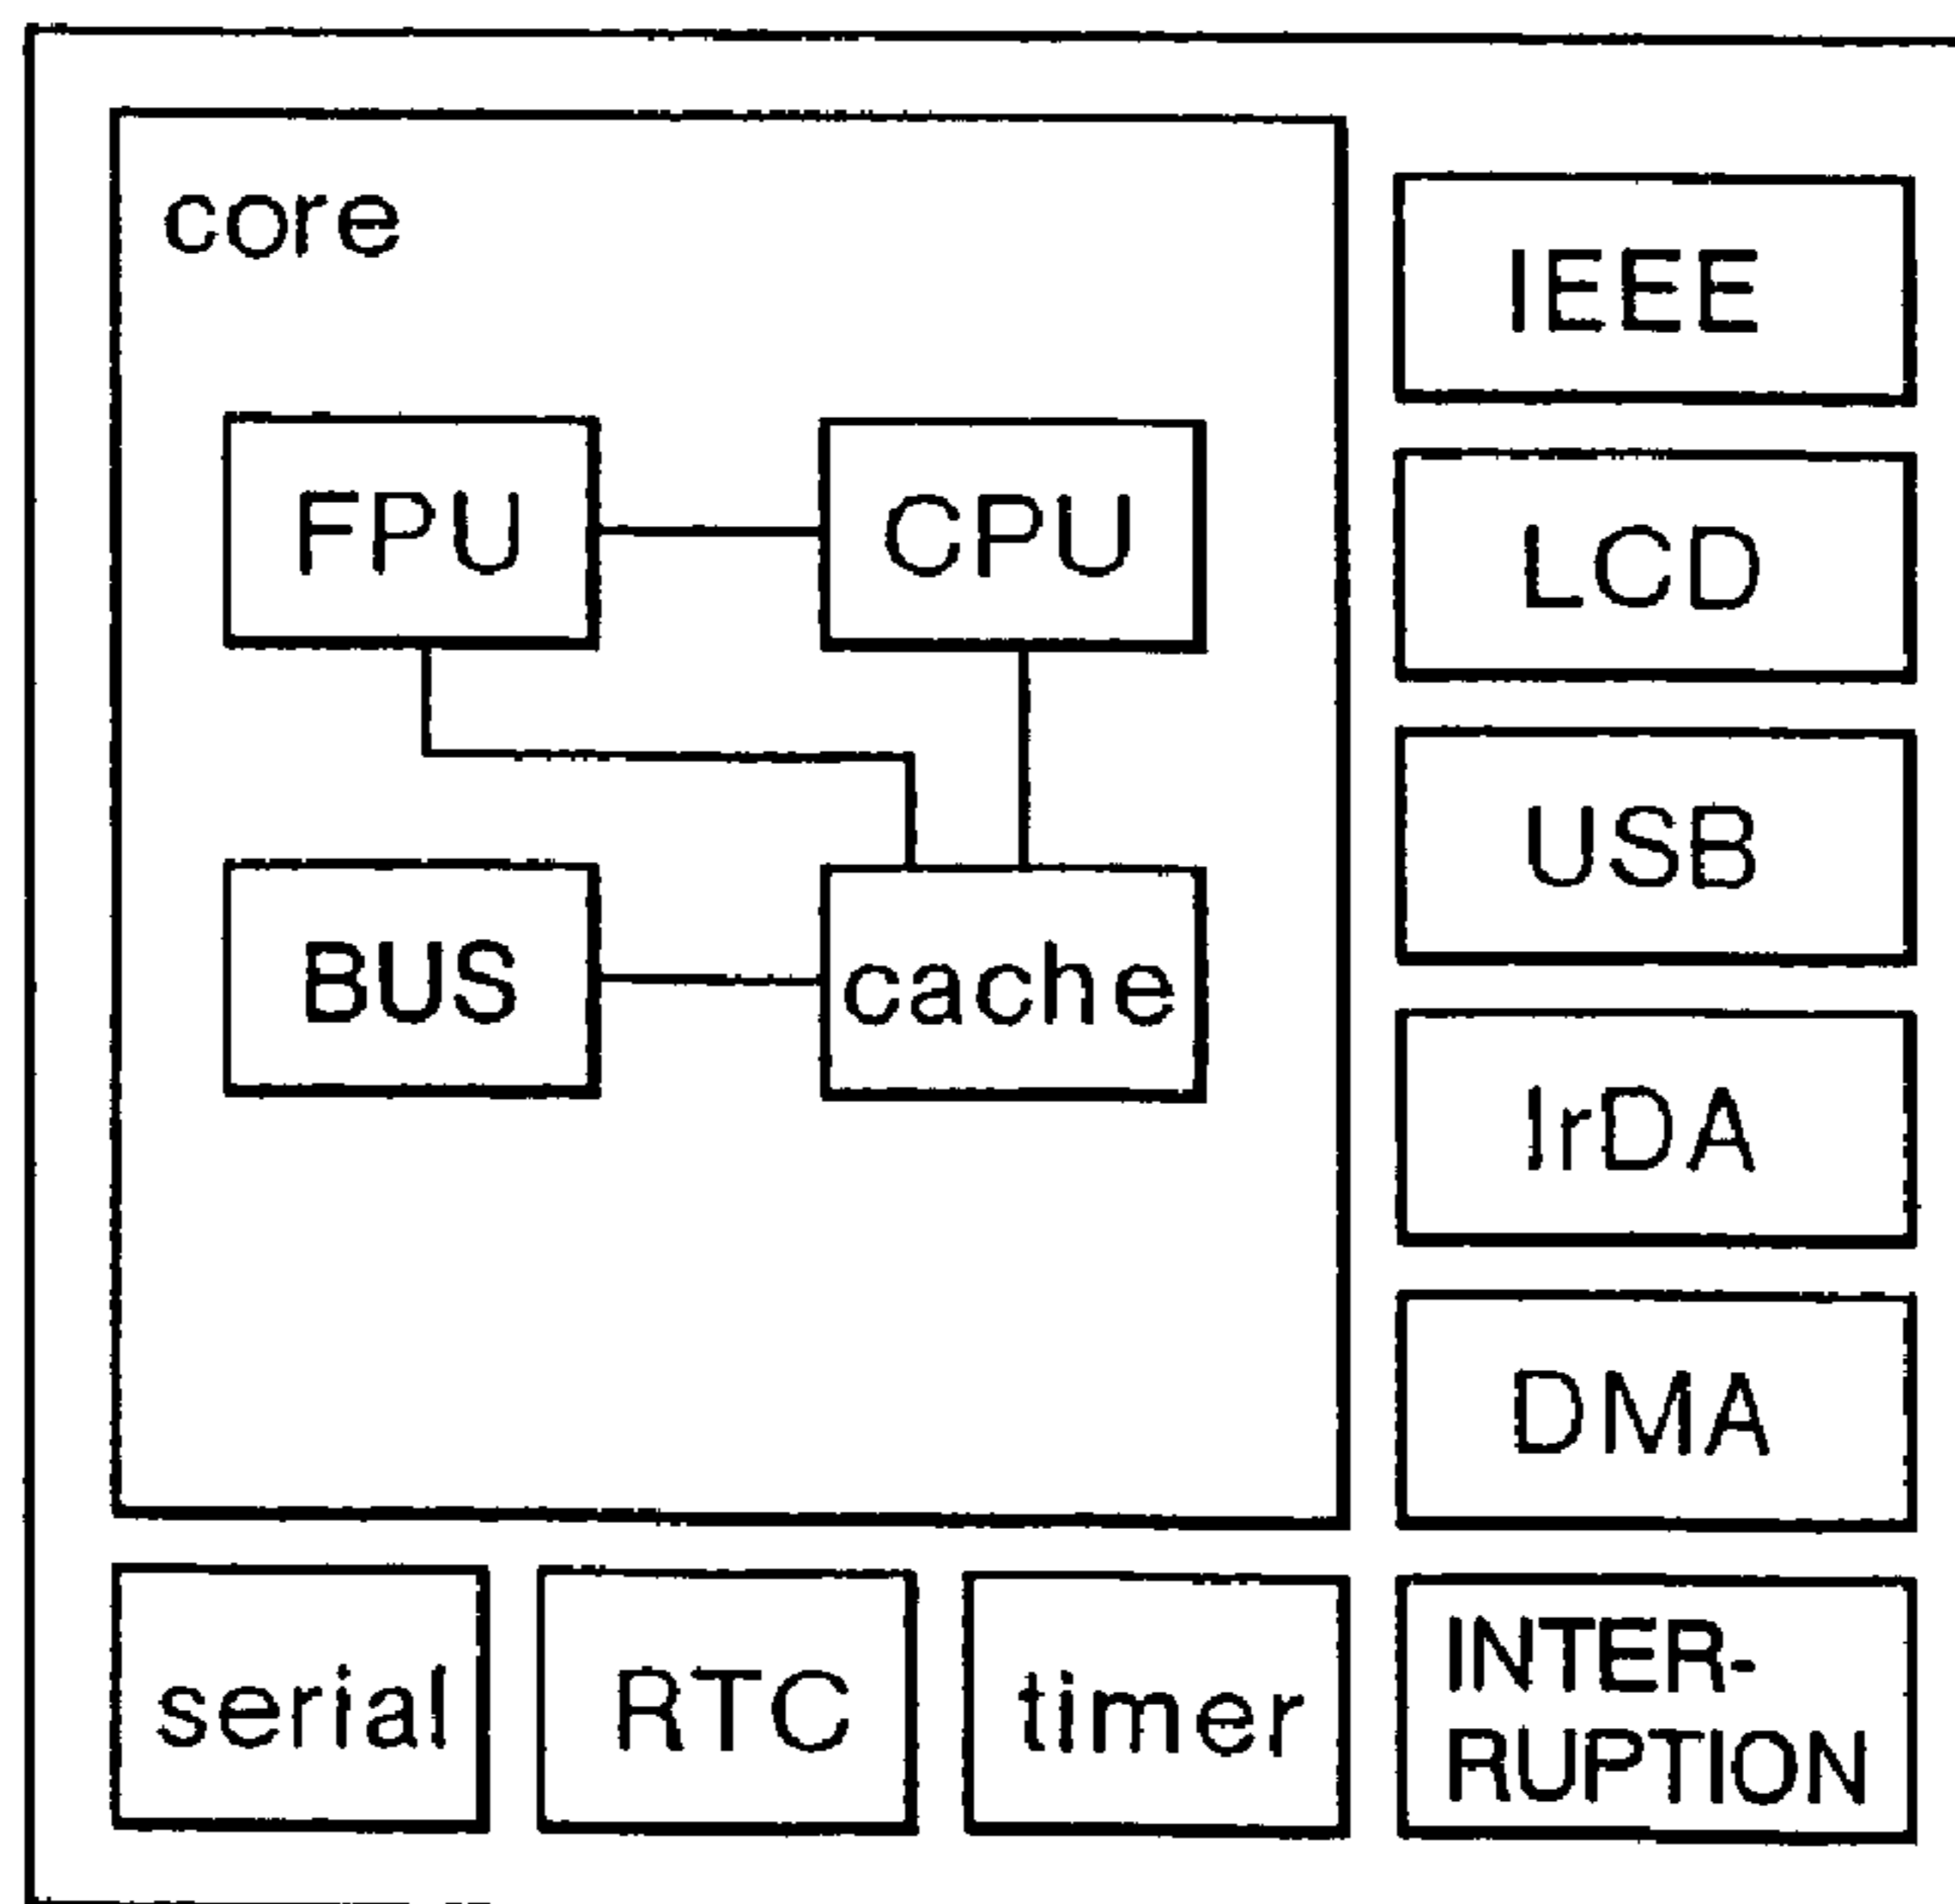 core
FPU
CPU
BUS
cache
IEEE
LCD
USB
IrDA
DMA
serial
RTC
timer
INTER-
RUPTION